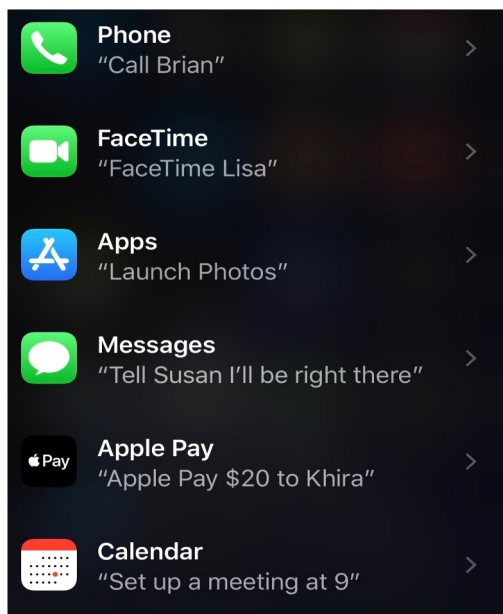 Phone
“Call Brian”
FaceTime
“FaceTime Lisa”
Apps
“Launch Photos”
Messages
“Tell Susan I’ll be right there”
Pay
Apple Pay
“Apple Pay $20 to Khira”
Calendar
“Set up a meeting at 9”